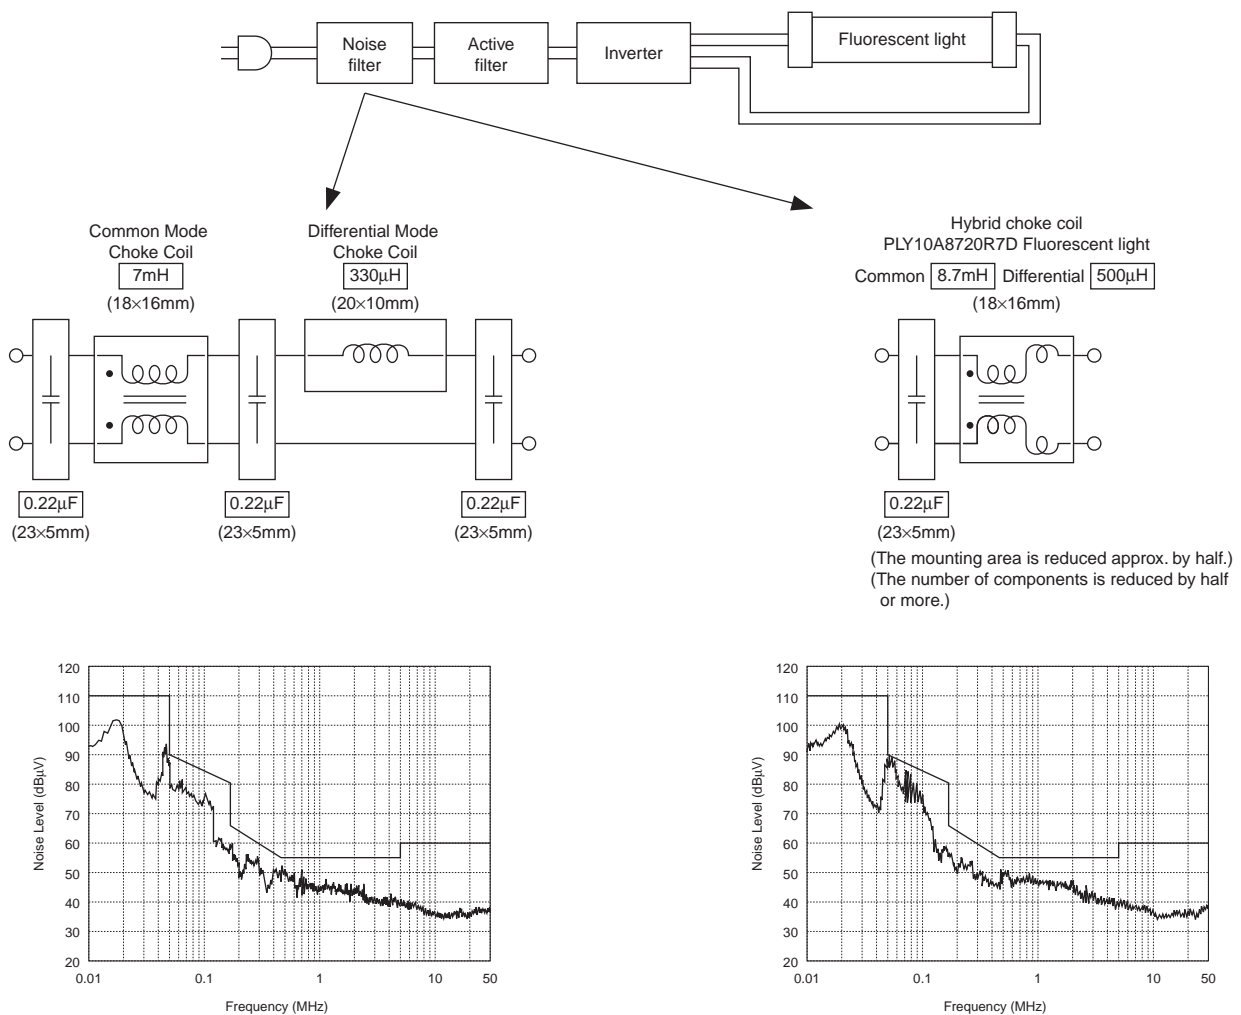 Noise
filter
Active
filter
Inverter
Fluorescent light
Common Mode
Choke Coil
7mH
(18×16mm)
Differential Mode
Choke Coil
330μH
(20×10mm)
0.22μF
(23×5mm)
0.22μF
(23×5mm)
0.22μF
(23×5mm)
Hybrid choke coil
PLY10A8720R7D Fluorescent light
Common 8.7mH Differential 500μH
(18×16mm)
0.22μF
(23×5mm)
(The mounting area is reduced approx. by half.)
(The number of components is reduced by half
or more.)
Noise Level (dBμV)
120
110
100
90
80
70
60
50
40
30
20
0.01 0.1 1 10 50
Frequency (MHz)
Noise Level (dBμV)
120
110
100
90
80
70
60
50
40
30
20
0.01 0.1 1 10 50
Frequency (MHz)